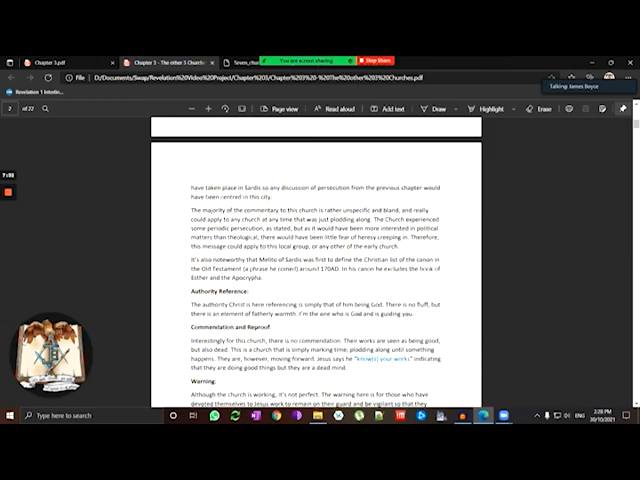 Chapter 3.pdf
Chapter 3 - The other 3 Church
Seven_chur
You are screen sharing
Stop Share
File
D:/Documents/Swap/Revelation%20Video%20Project/Chapter%203/Chapter%203%20-%20The%20other%203%20Churches.pdf
Talking: James Boyce
Revelation 1 Interlin...
2
of 22
Page view
Read aloud
Add text
Draw
Highlight
Erase
have taken place in Sardis so any discussion of persecution from the previous chapter would
have been centred in this city.
The majority of the commentary to this church is rather unspecific and bland, and really
could apply to any church at any time that was just plodding along. The Church experienced
some periodic persecution, as stated, but as it would have been more interested in political
matters than theological, there would have been little fear of heresy creeping in. Therefore,
this message could apply to this local group, or any other of the early church.
It's also noteworthy that Melito of Sardis was first to define the Christian list of the canon in
the Old Testament (a phrase he coined) around 170AD. In his canon he excludes the book of
Esther and the Apocrypha.
Authority Reference:
The authority Christ is here referencing is simply that of him being God. There is no fluff, but
there is an element of fatherly warmth. I'm the one who is God and is guiding you.
Commendation and Reproof:
Interestingly for this church, there is no commendation. Their works are seen as being good,
but also dead. This is a church that is simply marking time; plodding along until something
happens. They are, however, moving forward. Jesus says he "know(s) your works" indicating
that they are doing good things but they are a dead mind.
Warning:
Although the church is working, it's not perfect. The warning here is for those who have
devoted themselves to Jesus work to remain on their guard and be vigilant so that they
Type here to search
ENG
2:28 PM
30/10/2021